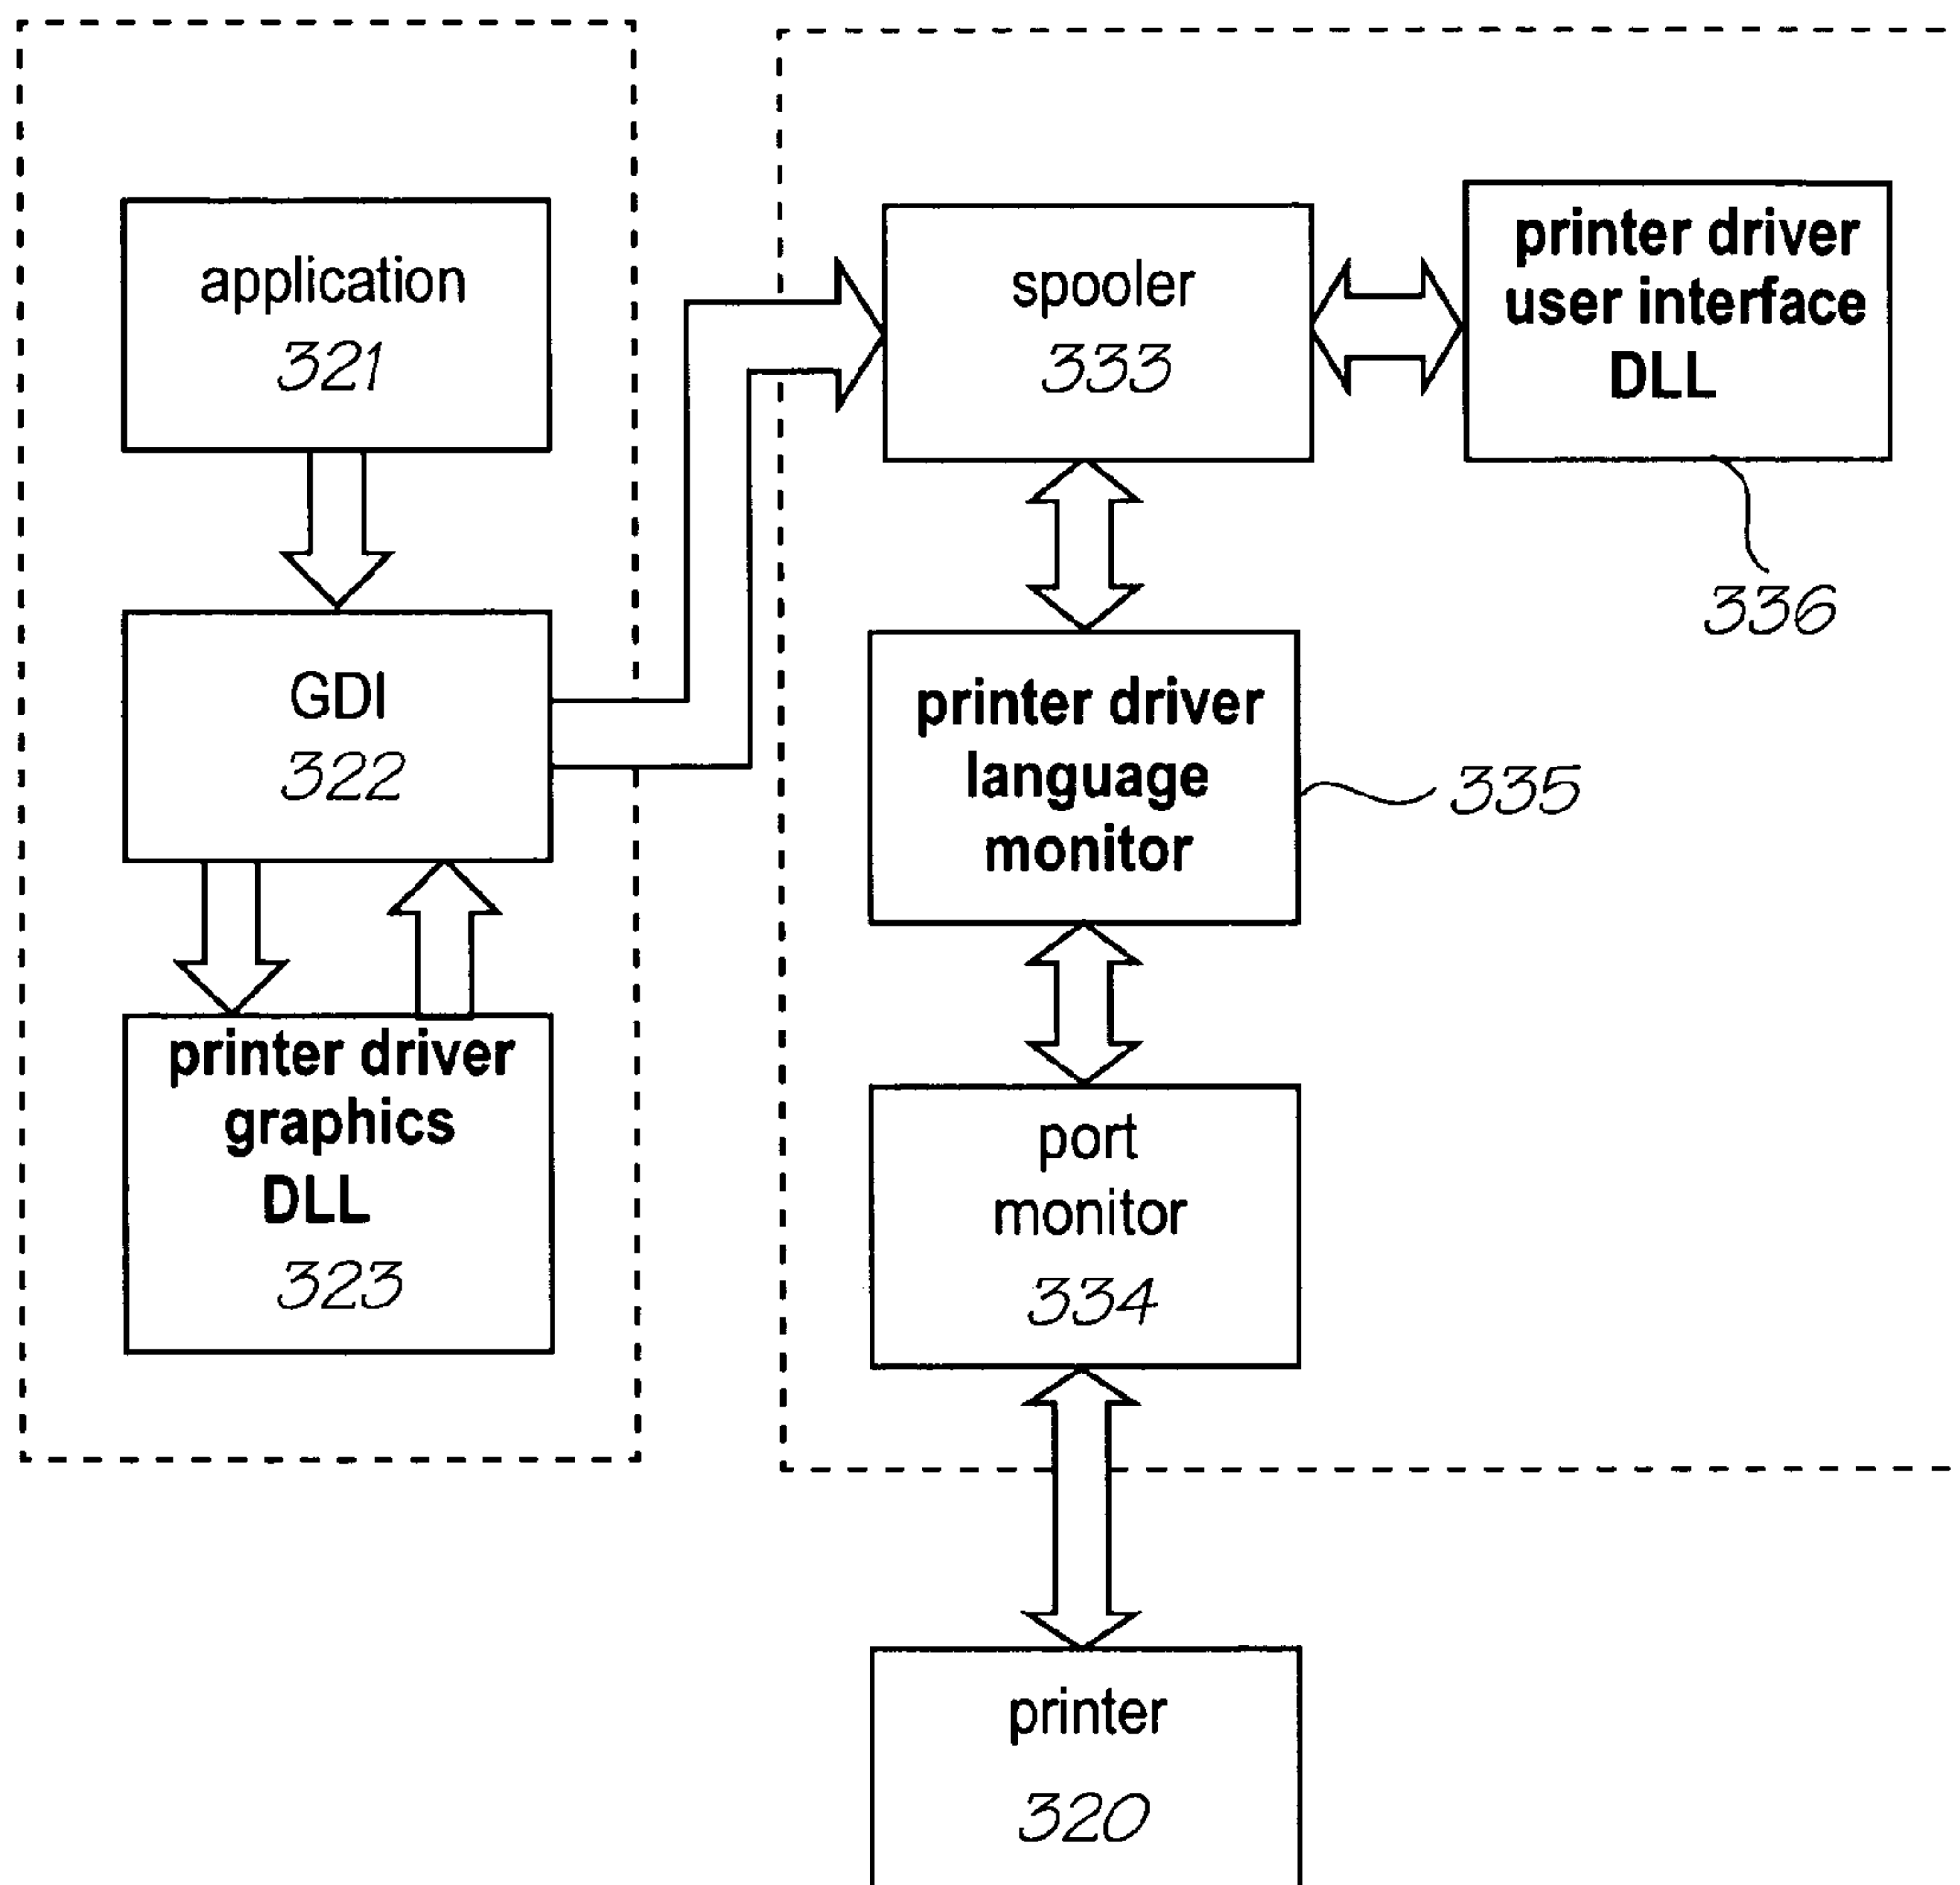 application
321
GDI
322
printer driver
graphics
DLL
323
spooler
333
printer driver
user interface
DLL
336
printer driver
language
monitor
335
port
monitor
334
printer
320